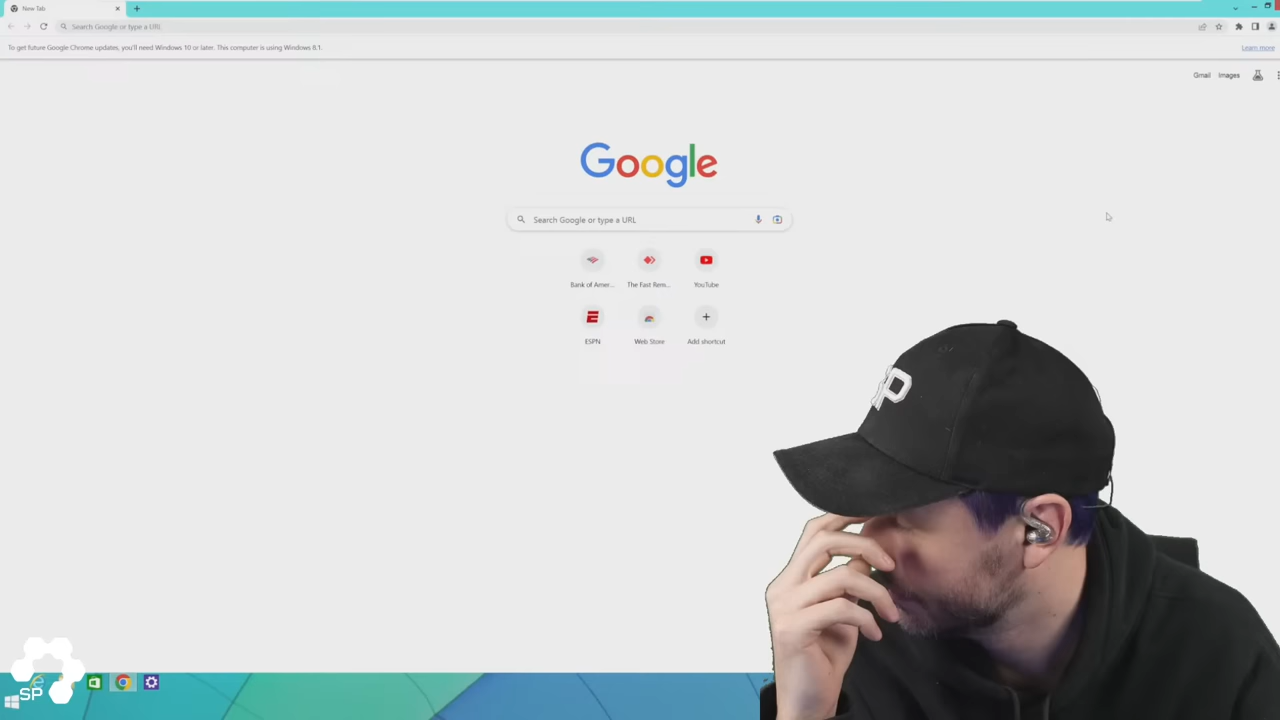 New Tab
Search Google or type a URL
To get future Google Chrome updates, you'll need Windows 10 or later. This computer is using Windows 8.1.
Learn more
Gmail Images
Google
Search Google or type a URL
Bank of Amer... The Fast Rem... YouTube
ESPN Web Store Add shortcut
SP